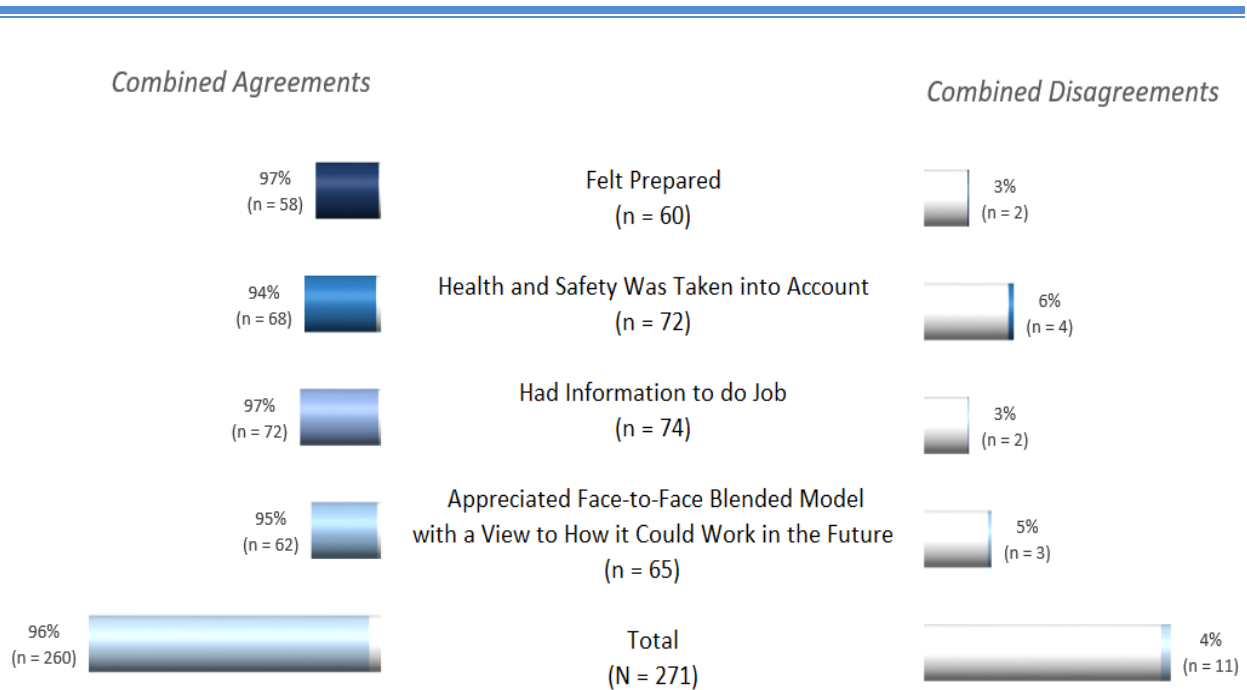 Combined Agreements
Combined Disagreements
97%
(n = 58)
Felt Prepared
(n = 60)
3%
(n = 2)
94%
(n = 68)
Health and Safety Was Taken into Account
(n = 72)
6%
(n = 4)
97%
(n = 72)
Had Information to do Job
(n = 74)
3%
(n = 2)
95%
(n = 62)
Appreciated Face-to-Face Blended Model
with a View to How it Could Work in the Future
(n = 65)
5%
(n = 3)
96%
(n = 260)
Total
(N = 271)
4%
(n = 11)